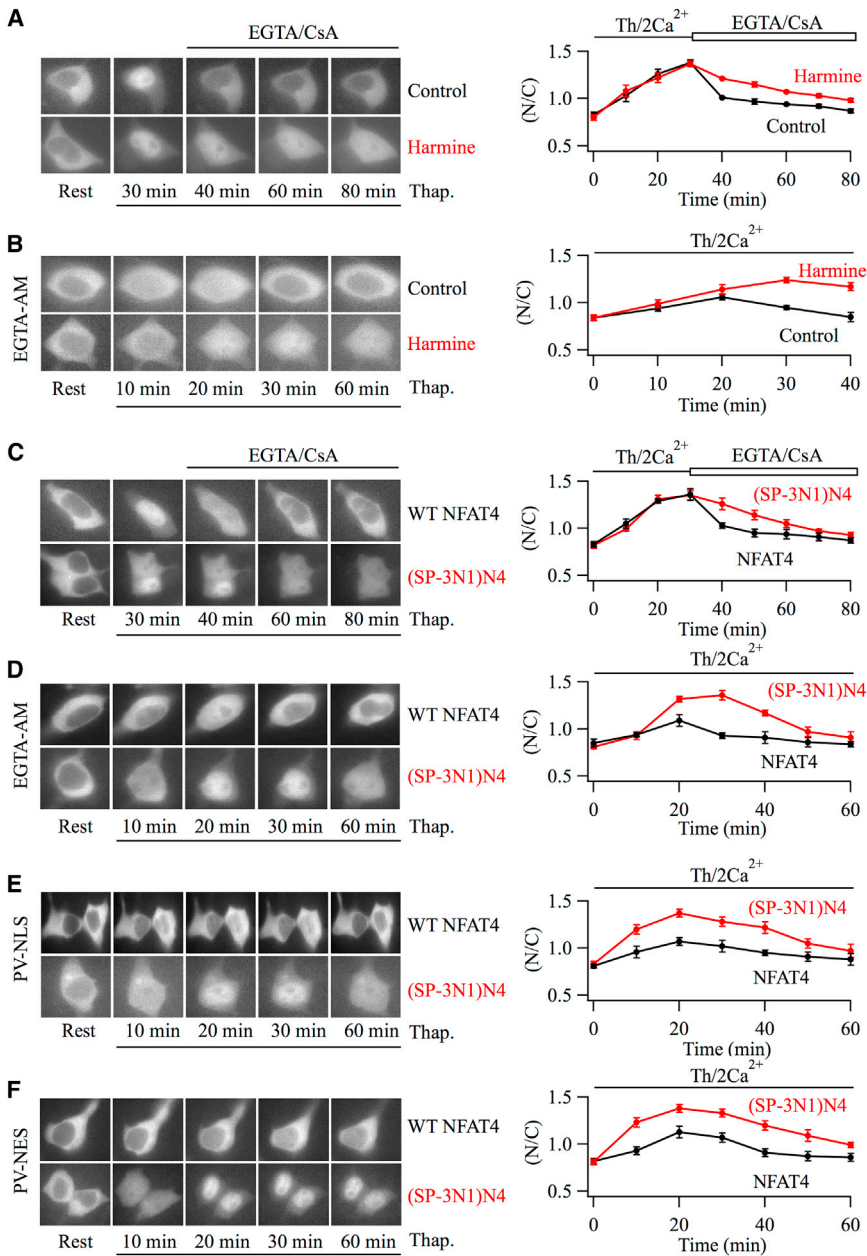 A
EGTA/CsA
Control
Harmine
Rest 30 min 40 min 60 min 80 min Thap.
Th/2Ca²⁺ EGTA/CsA
(N/C)
1.5
1.0
0.5
Harmine
Control
0 20 40 60 80
Time (min)
B
EGTA-AM
Control
Harmine
Rest 10 min 20 min 30 min 60 min Thap.
Th/2Ca²⁺
(N/C)
1.5
1.0
0.5
Harmine
Control
0 10 20 30 40
Time (min)
C
EGTA/CsA
WT NFAT4
(SP-3N1)N4
Rest 30 min 40 min 60 min 80 min Thap.
Th/2Ca²⁺ EGTA/CsA
(N/C)
1.5
1.0
0.5
(SP-3N1)N4
NFAT4
0 20 40 60 80
Time (min)
D
EGTA-AM
WT NFAT4
(SP-3N1)N4
Rest 10 min 20 min 30 min 60 min Thap.
Th/2Ca²⁺
(N/C)
1.5
1.0
0.5
(SP-3N1)N4
NFAT4
0 20 40 60
Time (min)
E
PV-NLS
WT NFAT4
(SP-3N1)N4
Rest 10 min 20 min 30 min 60 min Thap.
Th/2Ca²⁺
(N/C)
1.5
1.0
0.5
(SP-3N1)N4
NFAT4
0 20 40 60
Time (min)
F
PV-NES
WT NFAT4
(SP-3N1)N4
Rest 10 min 20 min 30 min 60 min Thap.
Th/2Ca²⁺
(N/C)
1.5
1.0
0.5
(SP-3N1)N4
NFAT4
0 20 40 60
Time (min)